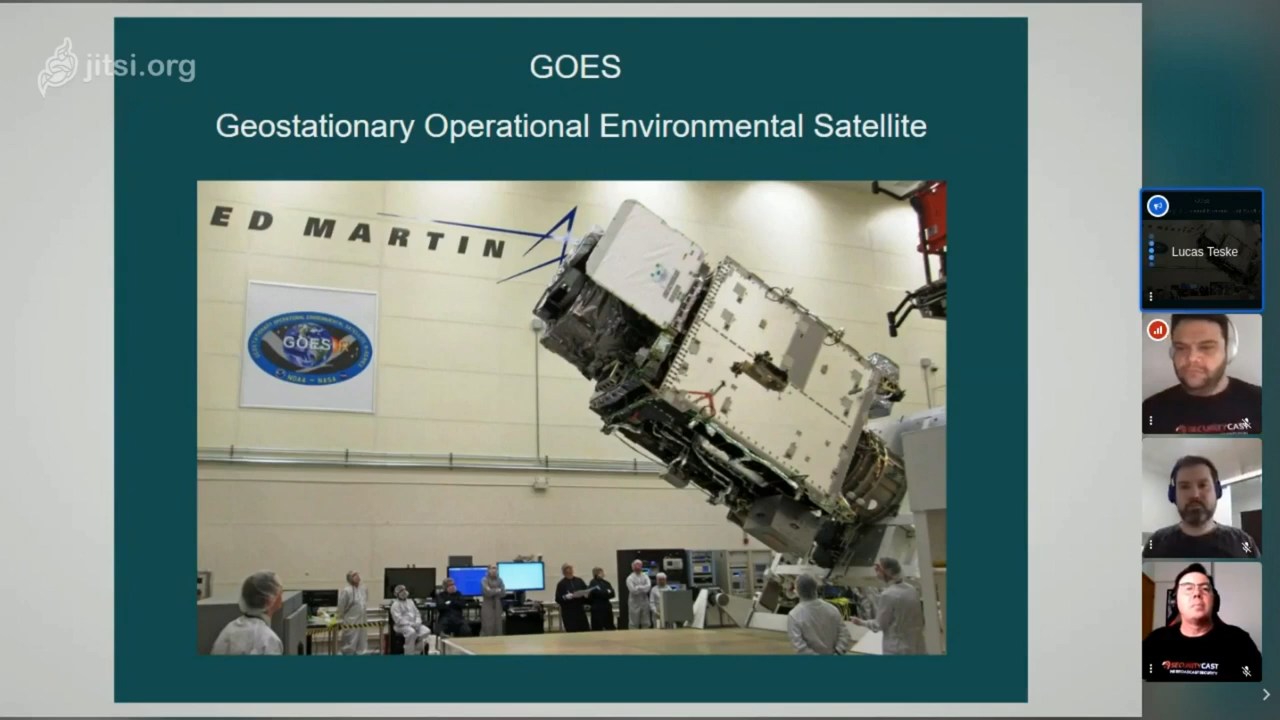 jitsi.org
GOES
Geostationary Operational Environmental Satellite
ED MARTIN
GOES
NOAA - NASA
Lucas Teske
SECURITYCAST
SECURITYCAST